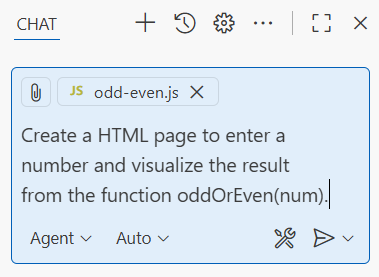 CHAT
JS odd-even.js
Create a HTML page to enter a
number and visualize the result
from the function oddOrEven(num).
Agent Auto